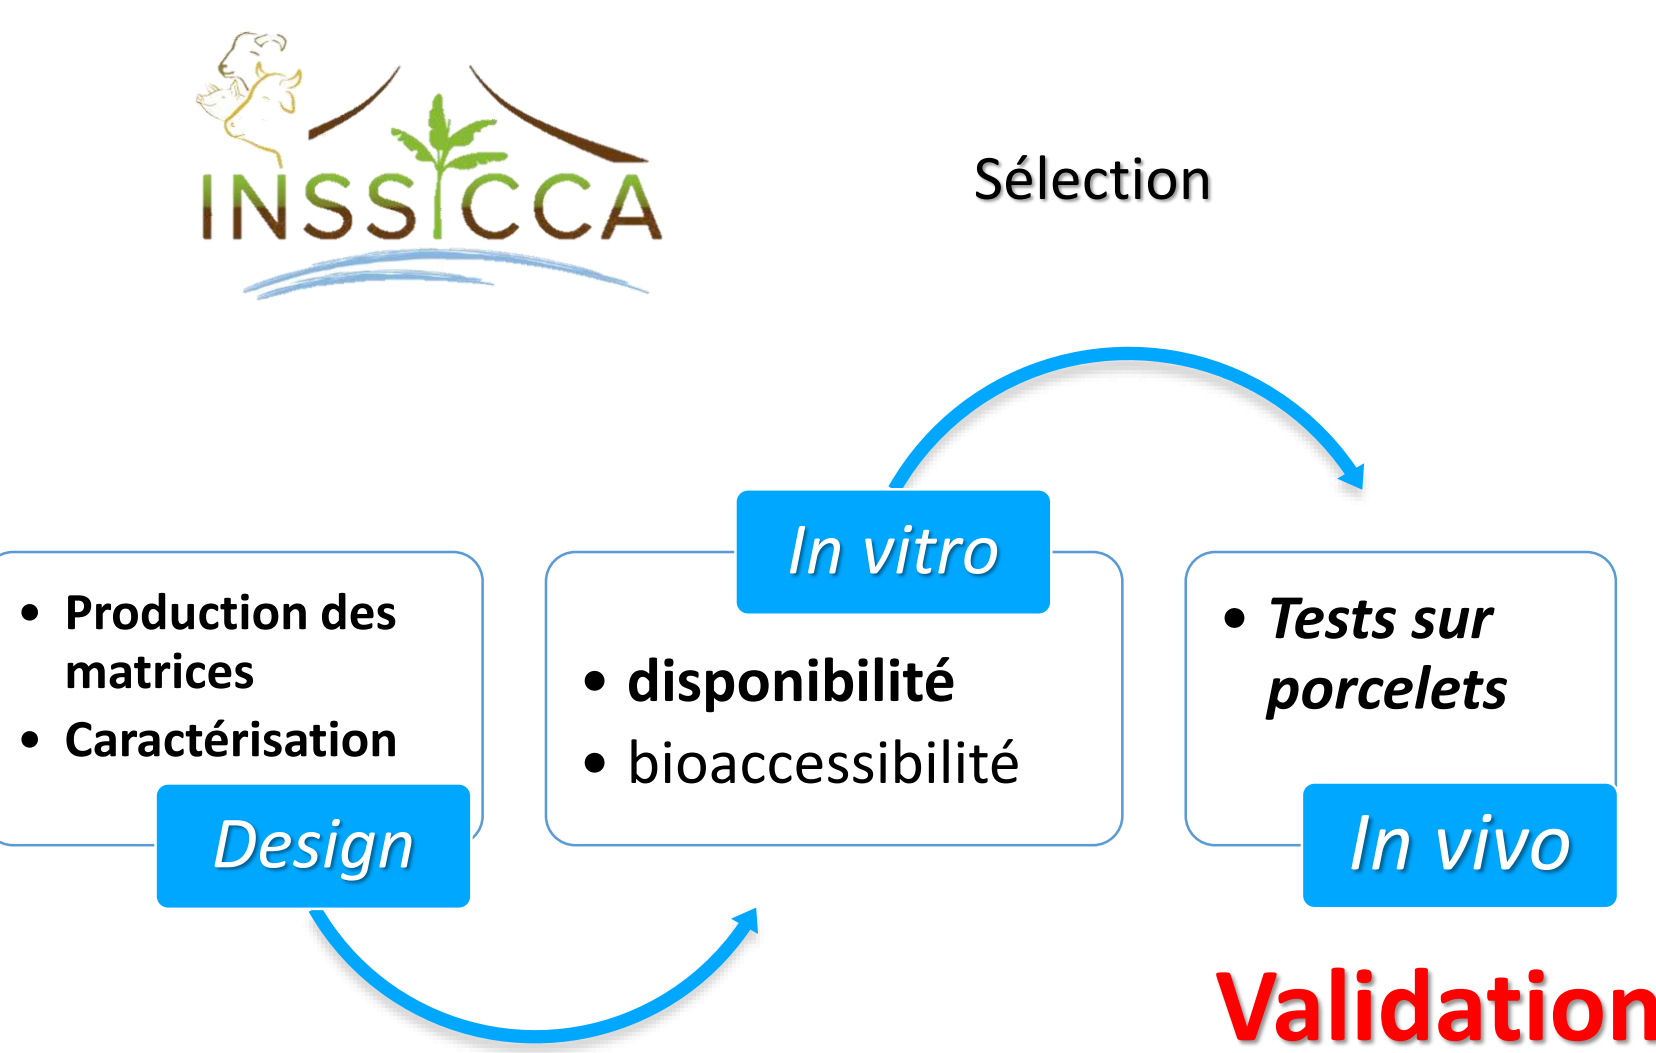 INSSICCA
Sélection
In vitro
• Production des
matrices
• Caractérisation
Design
• disponibilité
• bioaccessibilité
• Tests sur
porcelets
In vivo
Validation